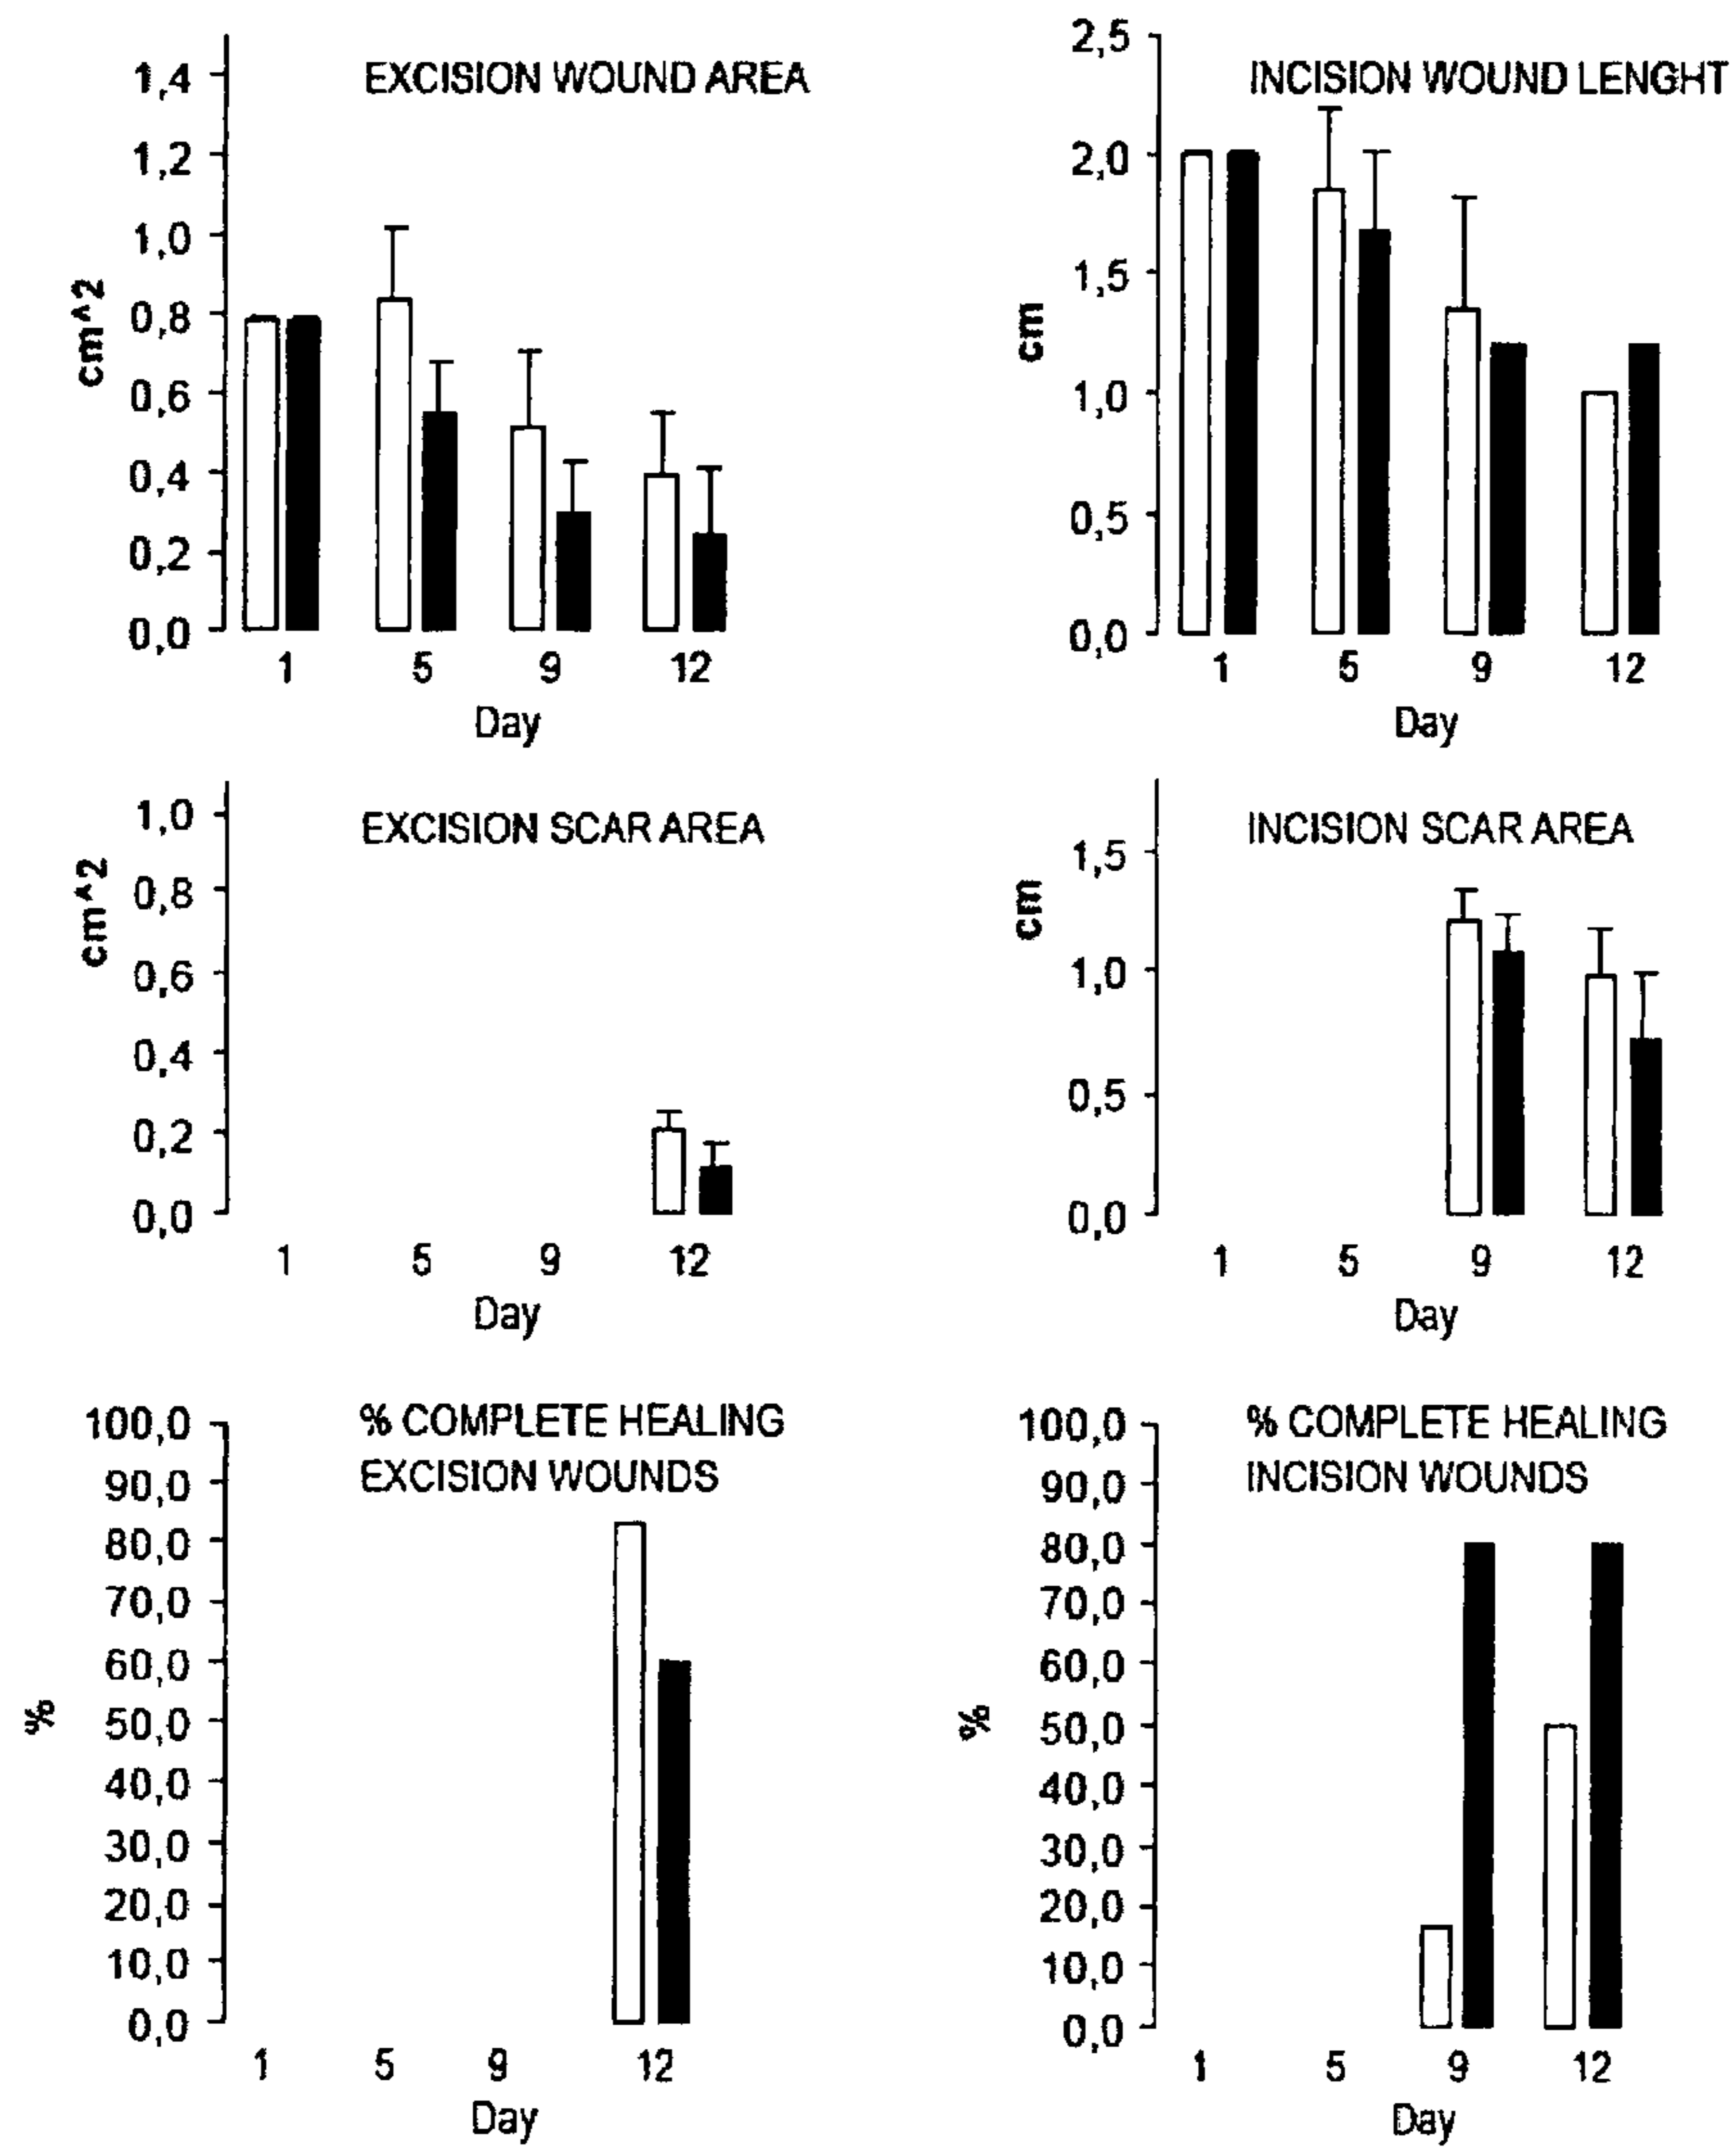 EXCISION WOUND AREA
1,4
1,2
1,0
0,8
0,6
0,4
0,2
0,0
cm^2
1 5 9 12
Day
INCISION WOUND LENGHT
2,5
2,0
1,5
1,0
0,5
0,0
cm
1 5 9 12
Day
EXCISION SCAR AREA
1,0
0,8
0,6
0,4
0,2
0,0
cm^2
1 5 9 12
Day
INCISION SCAR AREA
1,5
1,0
0,5
0,0
cm
1 5 9 12
Day
% COMPLETE HEALING
EXCISION WOUNDS
100,0
90,0
80,0
70,0
60,0
50,0
40,0
30,0
20,0
10,0
0,0
%
1 5 9 12
Day
% COMPLETE HEALING
INCISION WOUNDS
100,0
90,0
80,0
70,0
60,0
50,0
40,0
30,0
20,0
10,0
0,0
%
1 5 9 12
Day